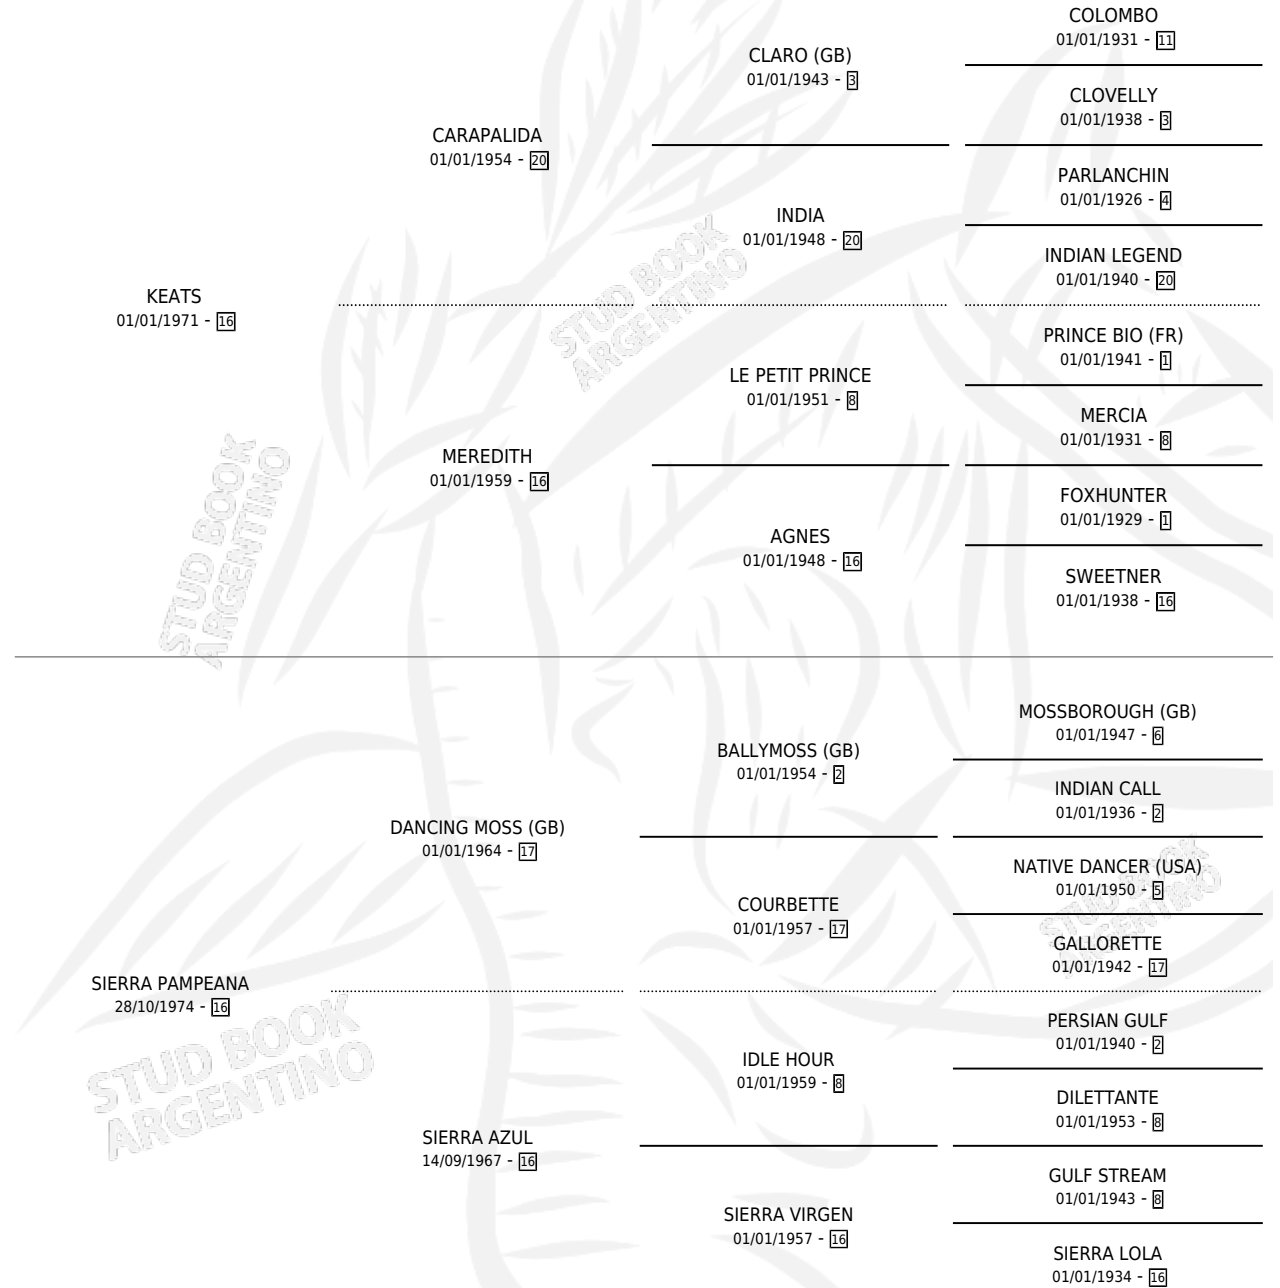 COLOMBO
01/01/1931 - 11
CLARO (GB)
01/01/1943 - 3
CLOVELLY
01/01/1938 - 3
CARAPALIDA
01/01/1954 - 20
PARLANCHIN
01/01/1926 - 4
INDIA
01/01/1948 - 20
INDIAN LEGEND
01/01/1940 - 20
KEATS
01/01/1971 - 16
PRINCE BIO (FR)
01/01/1941 - 1
LE PETIT PRINCE
01/01/1951 - 8
MERCIA
01/01/1931 - 8
MEREDITH
01/01/1959 - 16
FOXHUNTER
01/01/1929 - 1
AGNES
01/01/1948 - 16
SWEETNER
01/01/1938 - 16
STUD BOOK
ARGENTINO
STUD BOOK
ARGENTINO
MOSSBOROUGH (GB)
01/01/1947 - 6
BALLYMOSS (GB)
01/01/1954 - 2
INDIAN CALL
01/01/1936 - 2
DANCING MOSS (GB)
01/01/1964 - 17
NATIVE DANCER (USA)
01/01/1950 - 5
COURBETTE
01/01/1957 - 17
GALLORETTE
01/01/1942 - 17
STUD BOOK
ARGENTINO
SIERRA PAMPEANA
28/10/1974 - 16
PERSIAN GULF
01/01/1940 - 2
IDLE HOUR
01/01/1959 - 8
DILETTANTE
01/01/1953 - 8
STUD BOOK
ARGENTINO
SIERRA AZUL
14/09/1967 - 16
GULF STREAM
01/01/1943 - 8
SIERRA VIRGEN
01/01/1957 - 16
SIERRA LOLA
01/01/1934 - 16